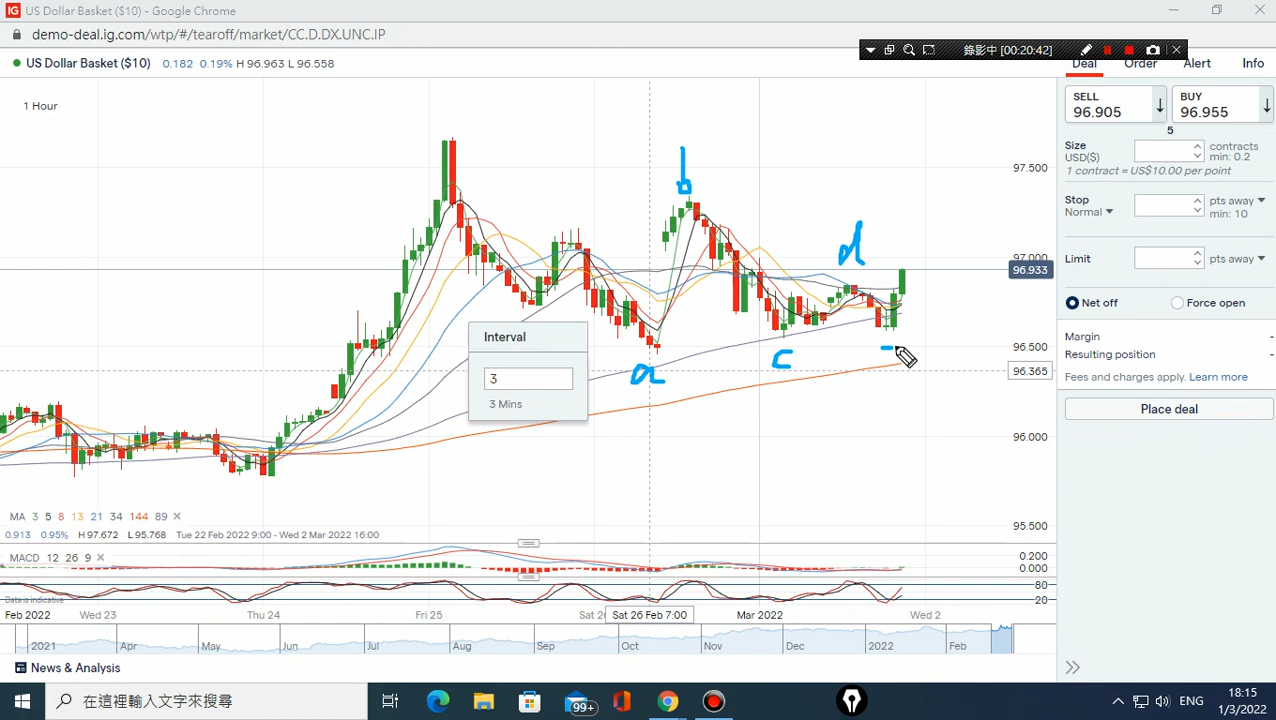 US Dollar Basket ($10) - Google Chrome
demo-deal.ig.com/wtp/#/tearoff/market/CC.D.DX.UNC.IP
錄影中 [00:20:42]
US Dollar Basket ($10) 0.182 0.19% H 96.963 L 96.558
Deal Order Alert Info
1 Hour
SELL
96.905
BUY
96.955
5
Size
USD($)
contracts
min: 0.2
1 contract = US$10.00 per point
Stop
Normal
pts away
min: 10
Limit
pts away
Net off
Force open
Margin -
Resulting position -
Fees and charges apply. Learn more
Place deal
97.500
97.000
96.933
96.500
96.365
96.000
95.500
b
d
a
c
Interval
3
3 Mins
MA 3 5 8 13 21 34 144 89
0.913 0.95% H 97.672 L 95.768 Tue 22 Feb 2022 9:00 - Wed 2 Mar 2022 16:00
MACD 12 26 9
0.200
0.000
80
20
Data is indicative
Feb 2022 Wed 23 Thu 24 Fri 25 Sat 26 Sat 26 Feb 7:00 Mar 2022 Wed 2
2021 Apr May Jun Jul Aug Sep Oct Nov Dec 2022 Feb
News & Analysis
在這裡輸入文字來搜尋
99+
ENG
18:15
1/3/2022